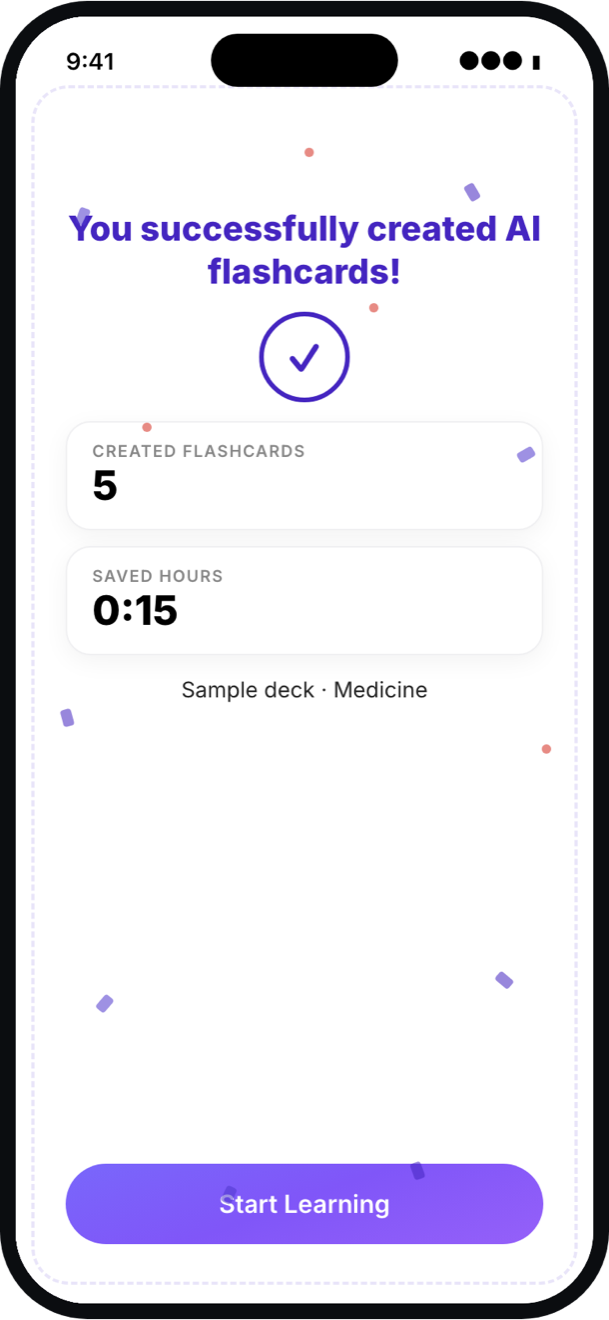 9:41
You successfully created AI
flashcards!
CREATED FLASHCARDS
5
SAVED HOURS
0:15
Sample deck · Medicine
Start Learning